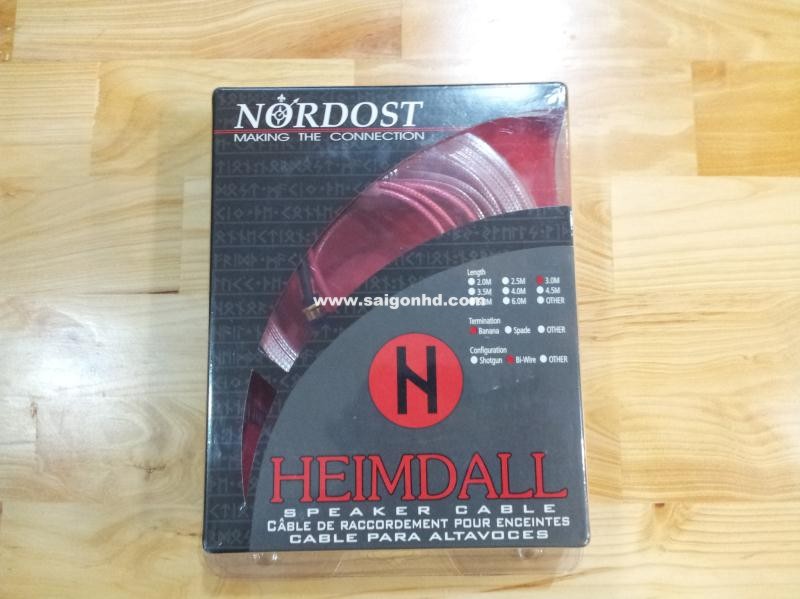 NORDOST
MAKING THE CONNECTION
Length
2.0M 2.5M 3.0M
3.5M 4.0M 4.5M
6.0M OTHER
www.saigonhd.com
Termination
Banana Spade OTHER
Configuration
Shotgun Bi-Wire OTHER
HEIMDALL
SPEAKER CABLE
CÂBLE DE RACCORDEMENT POUR ENCEINTES
CABLE PARA ALTAVOCES